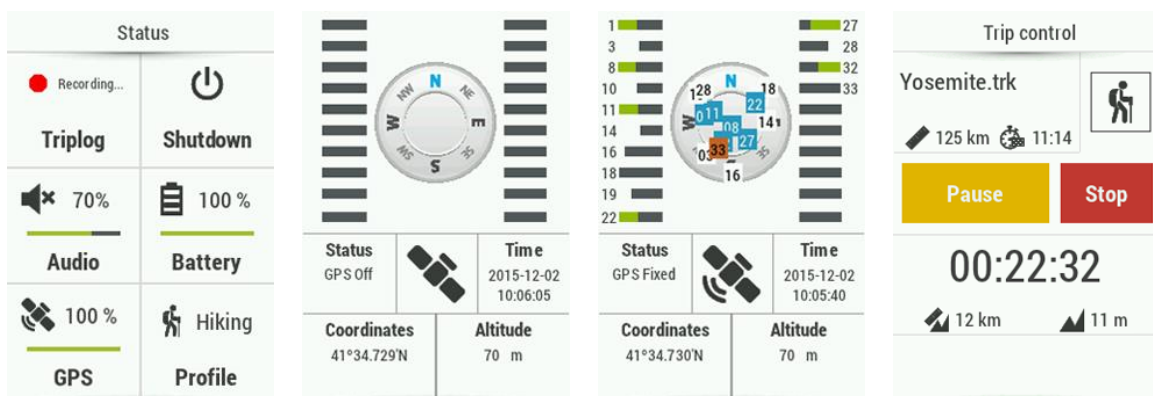 Status
Recording...
Triplog
Shutdown
70%
100 %
Audio
Battery
100 %
Hiking
GPS
Profile
N
NE
E
SE
S
SW
W
NW
Status
GPS Off
Time
2015-12-02
10:06:05
Coordinates
41°34.729'N
Altitude
70 m
1
3
8
10
11
14
16
18
19
22
27
28
32
33
N
28
18
11
22
14
08
27
33
03
16
W
SE
Status
GPS Fixed
Time
2015-12-02
10:05:40
Coordinates
41°34.730'N
Altitude
70 m
Trip control
Yosemite.trk
125 km
11:14
Pause
Stop
00:22:32
12 km
11 m